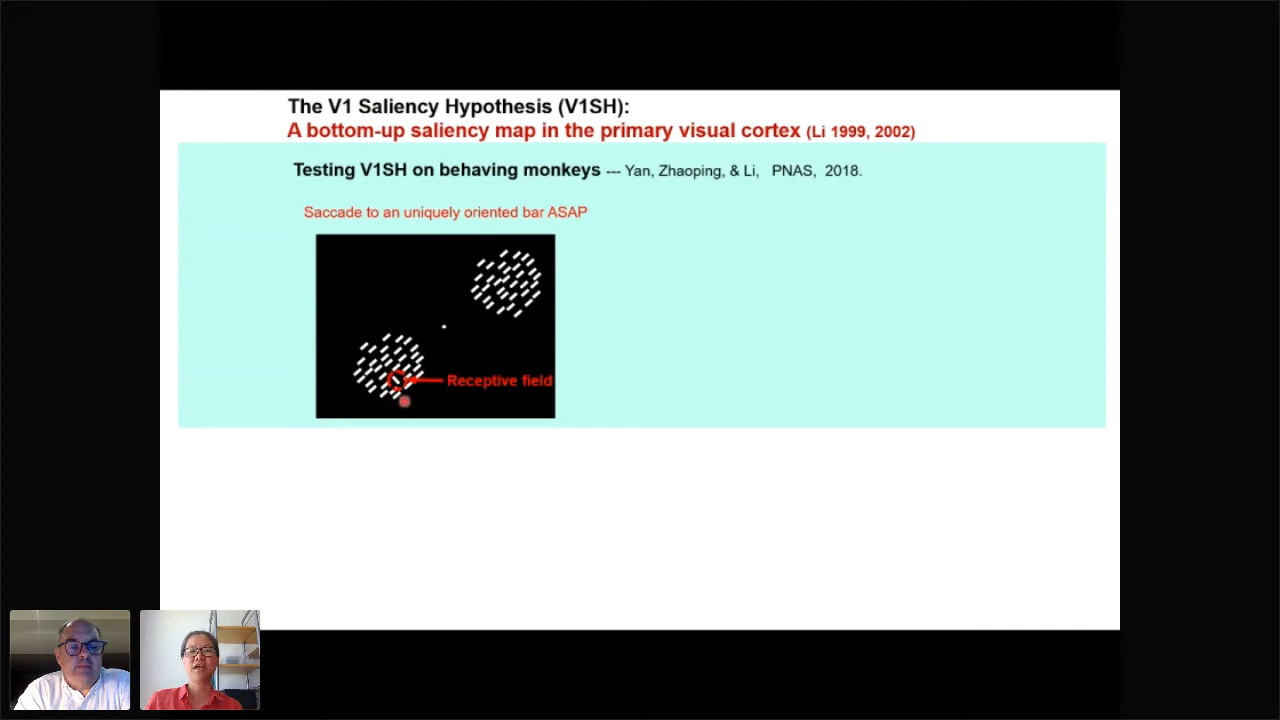 The V1 Saliency Hypothesis (V1SH):
A bottom-up saliency map in the primary visual cortex (Li 1999, 2002)
Testing V1SH on behaving monkeys --- Yan, Zhaoping, & Li, PNAS, 2018.
Saccade to an uniquely oriented bar ASAP
Receptive field